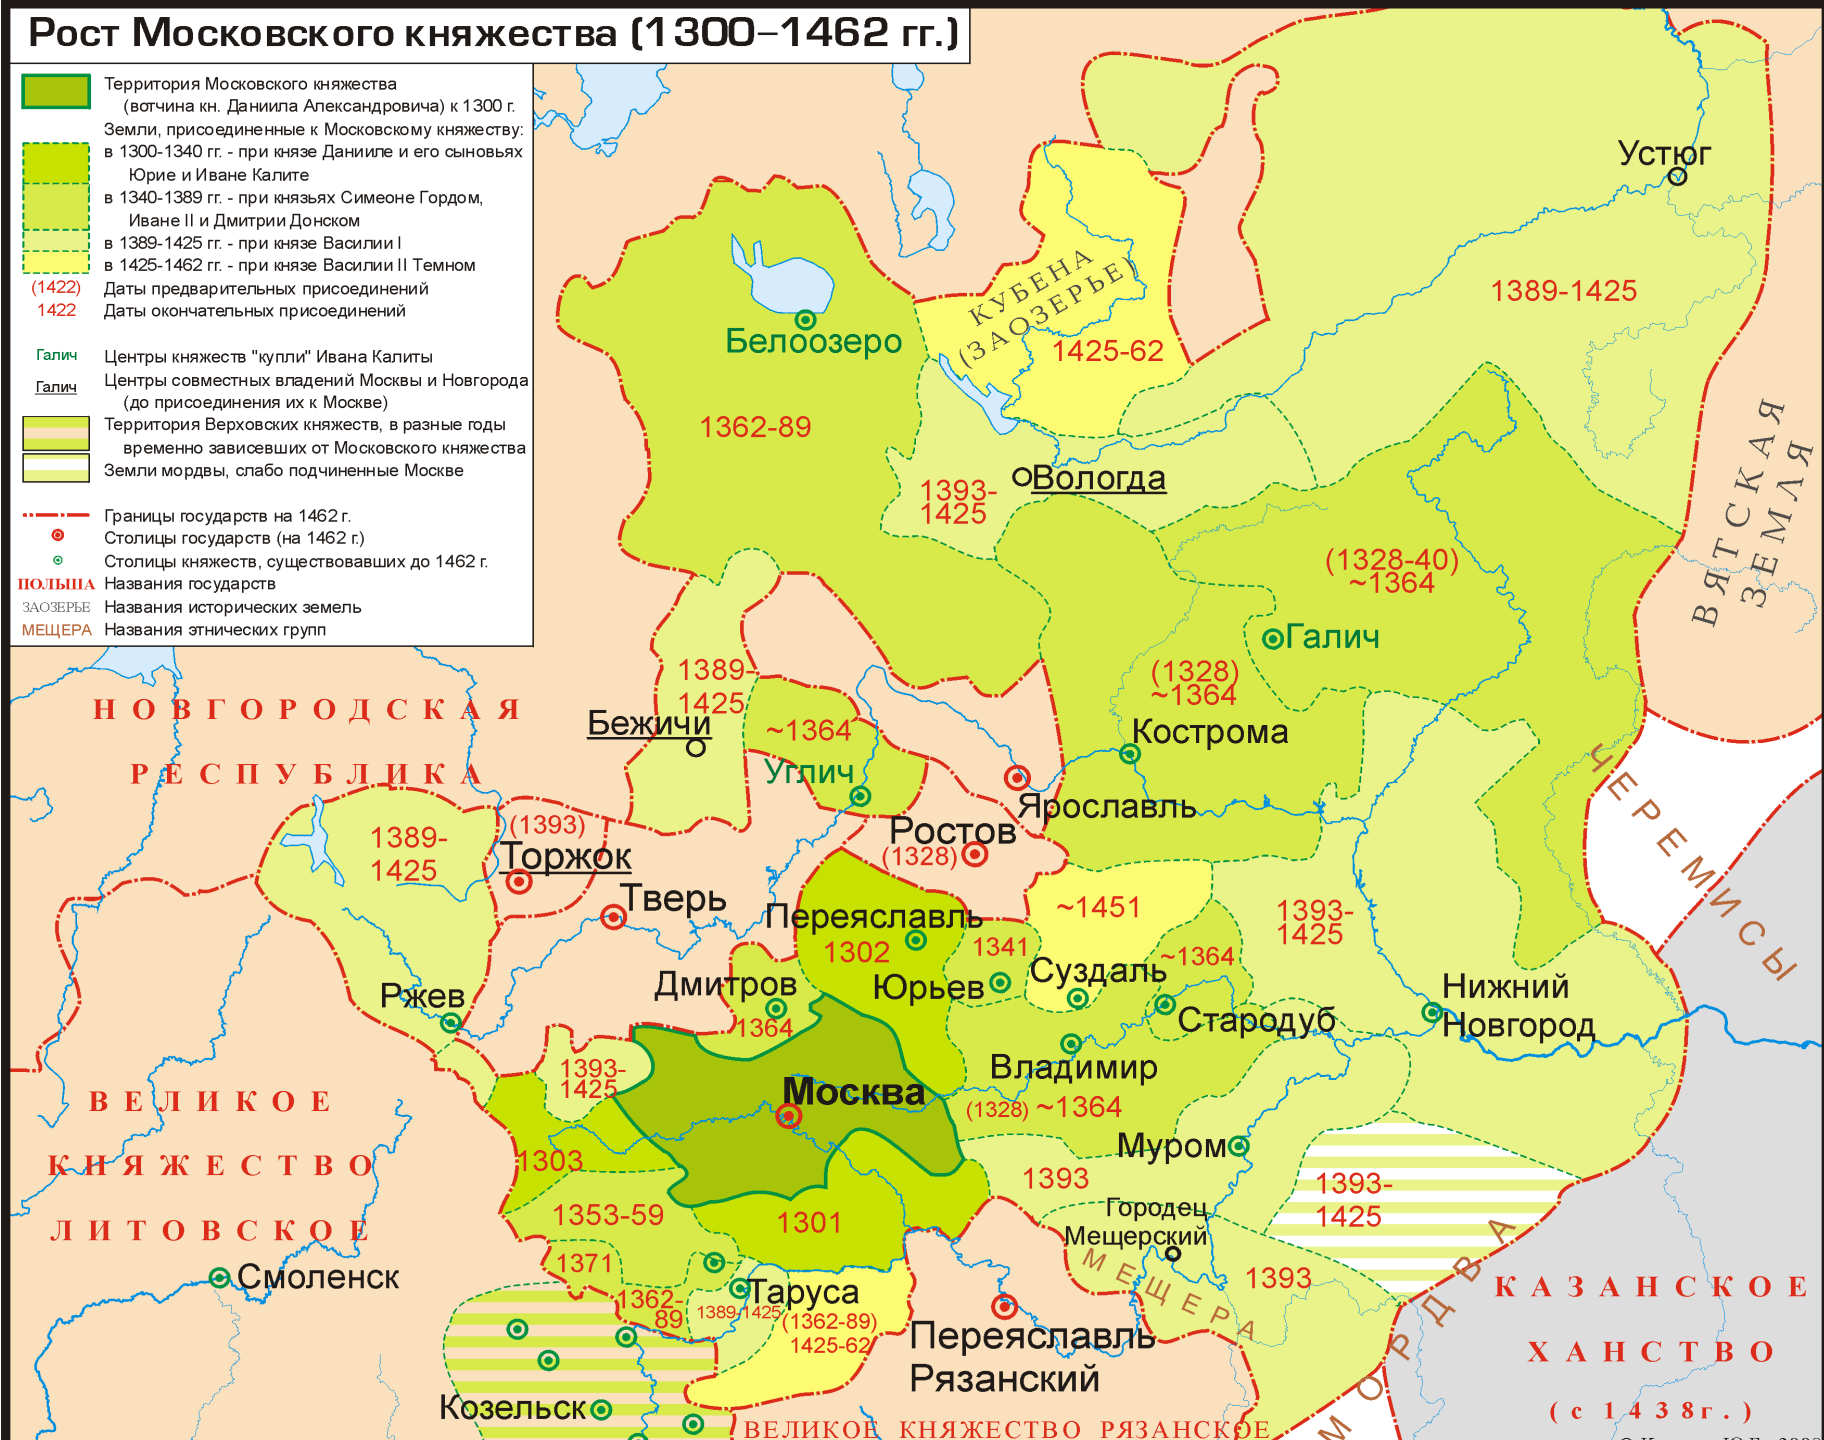 Рост Московского княжества (1300–1462 гг.)
Территория Московского княжества
(вотчина кн. Даниила Александровича) к 1300 г.
Земли, присоединенные к Московскому княжеству:
в 1300-1340 гг. - при князе Данииле и его сыновьях
Юрие и Иване Калите
в 1340-1389 гг. - при князьях Симеоне Гордом,
Иване II и Дмитрии Донском
в 1389-1425 гг. - при князе Василии I
в 1425-1462 гг. - при князе Василии II Темном
(1422) Даты предварительных присоединений
1422 Даты окончательных присоединений
Галич Центры княжеств "купли" Ивана Калиты
Галич Центры совместных владений Москвы и Новгорода
(до присоединения их к Москве)
Территория Верховских княжеств, в разные годы
временно зависевших от Московского княжества
Земли мордвы, слабо подчиненные Москве
Границы государств на 1462 г.
Столицы государств (на 1462 г.)
Столицы княжеств, существовавших до 1462 г.
ПОЛЬША Названия государств
ЗАОЗЕРЬЕ Названия исторических земель
МЕЩЕРА Названия этнических групп
Устюг
1389-1425
КУБЕНА
(ЗАОЗЕРЬЕ)
1425-62
Белоозеро
1362-89
Вологда
1393-
1425
ВЯТСКАЯ
ЗЕМЛЯ
(1328-40)
~1364
Галич
(1328)
~1364
Кострома
НОВГОРОДСКАЯ
РЕСПУБЛИКА
1389-
1425
Бежичи
~1364
Углич
Ярославль
Ростов
(1328)
ЧЕРЕМИСЫ
1389-
1425
(1393)
Торжок
Тверь
Ржев
Переяславль
1302
1341
Юрьев
~1451
Суздаль
~1364
Стародуб
1393-
1425
Нижний
Новгород
Дмитров
1364
Владимир
(1328) ~1364
1393-
1425
Москва
ВЕЛИКОЕ
КНЯЖЕСТВО
ЛИТОВСКОЕ
1303
Муром
1393
1393-
1425
Городец
Мещерский
МЕЩЕРА
1393
МОРДВА
1353-59
1301
1371
1362-
89
Таруса
1389-1425
(1362-89)
1425-62
Смоленск
Козельск
Переяславль
Рязанский
ВЕЛИКОЕ КНЯЖЕСТВО РЯЗАНСКОЕ
КАЗАНСКОЕ
ХАНСТВО
(с 1438г.)